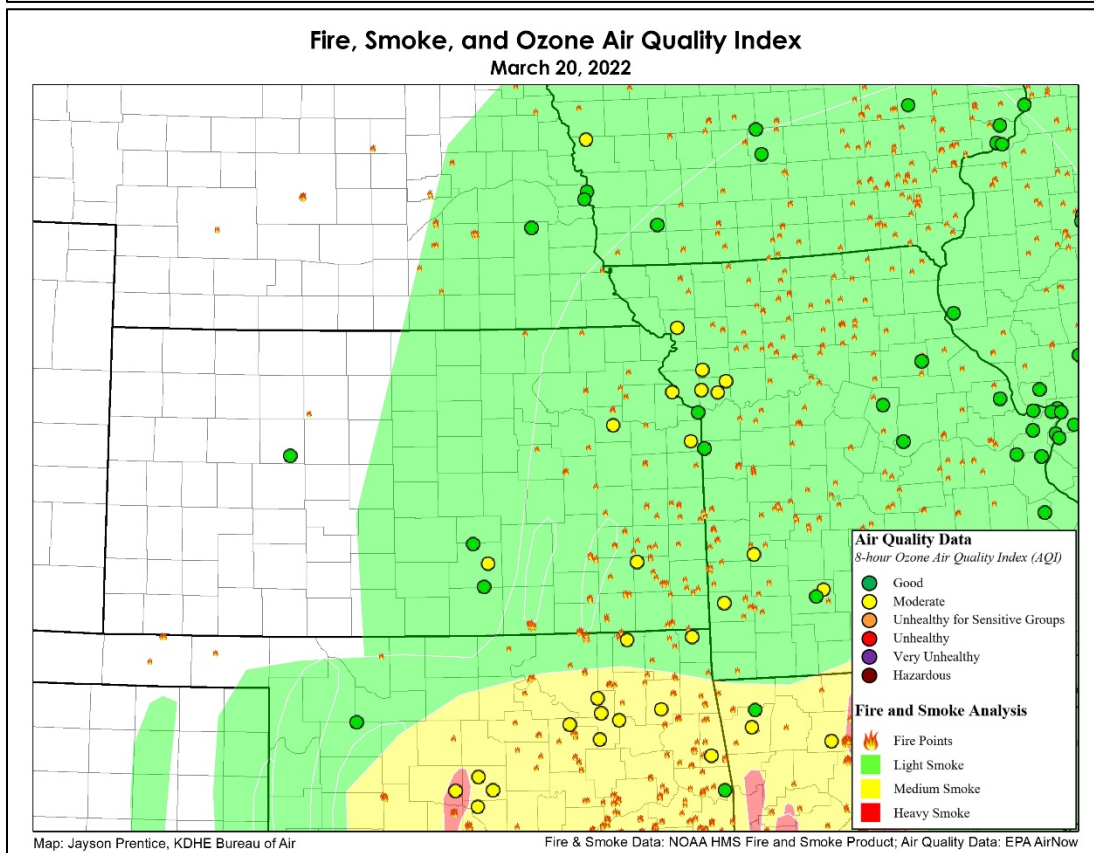 Fire, Smoke, and Ozone Air Quality Index
March 20, 2022
Air Quality Data
8-hour Ozone Air Quality Index (AQI)
Good
Moderate
Unhealthy for Sensitive Groups
Unhealthy
Very Unhealthy
Hazardous
Fire and Smoke Analysis
Fire Points
Light Smoke
Medium Smoke
Heavy Smoke
Map: Jayson Prentice, KDHE Bureau of Air
Fire & Smoke Data: NOAA HMS Fire and Smoke Product; Air Quality Data: EPA AirNow